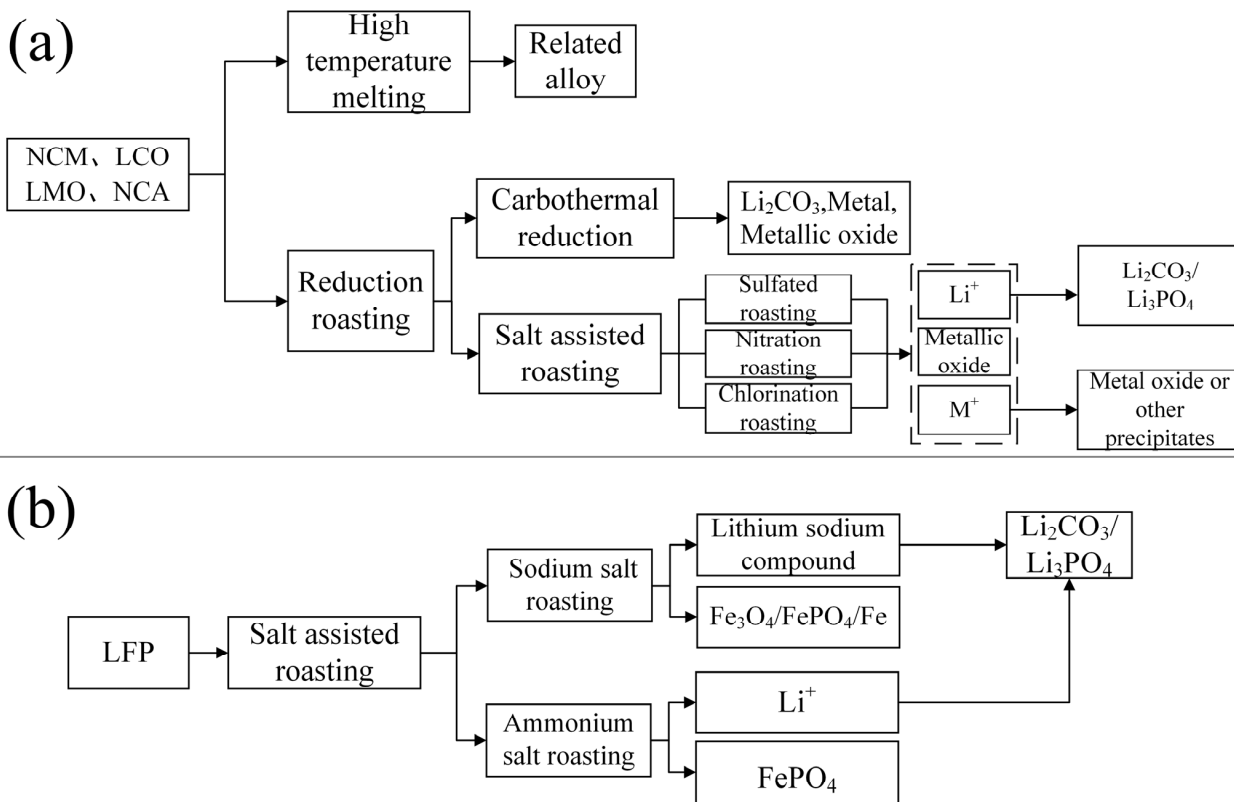 (a)
High
temperature
melting
Related
alloy
NCM、LCO
LMO、NCA
Reduction
roasting
Carbothermal
reduction
Li₂CO₃,Metal,
Metallic oxide
Salt assisted
roasting
Sulfated
roasting
Nitration
roasting
Chlorination
roasting
Li⁺
Metallic
oxide
M⁺
Li₂CO₃/
Li₃PO₄
Metal oxide or
other
precipitates
(b)
LFP
Salt assisted
roasting
Sodium salt
roasting
Lithium sodium
compound
Fe₃O₄/FePO₄/Fe
Li₂CO₃/
Li₃PO₄
Ammonium
salt roasting
Li⁺
FePO₄